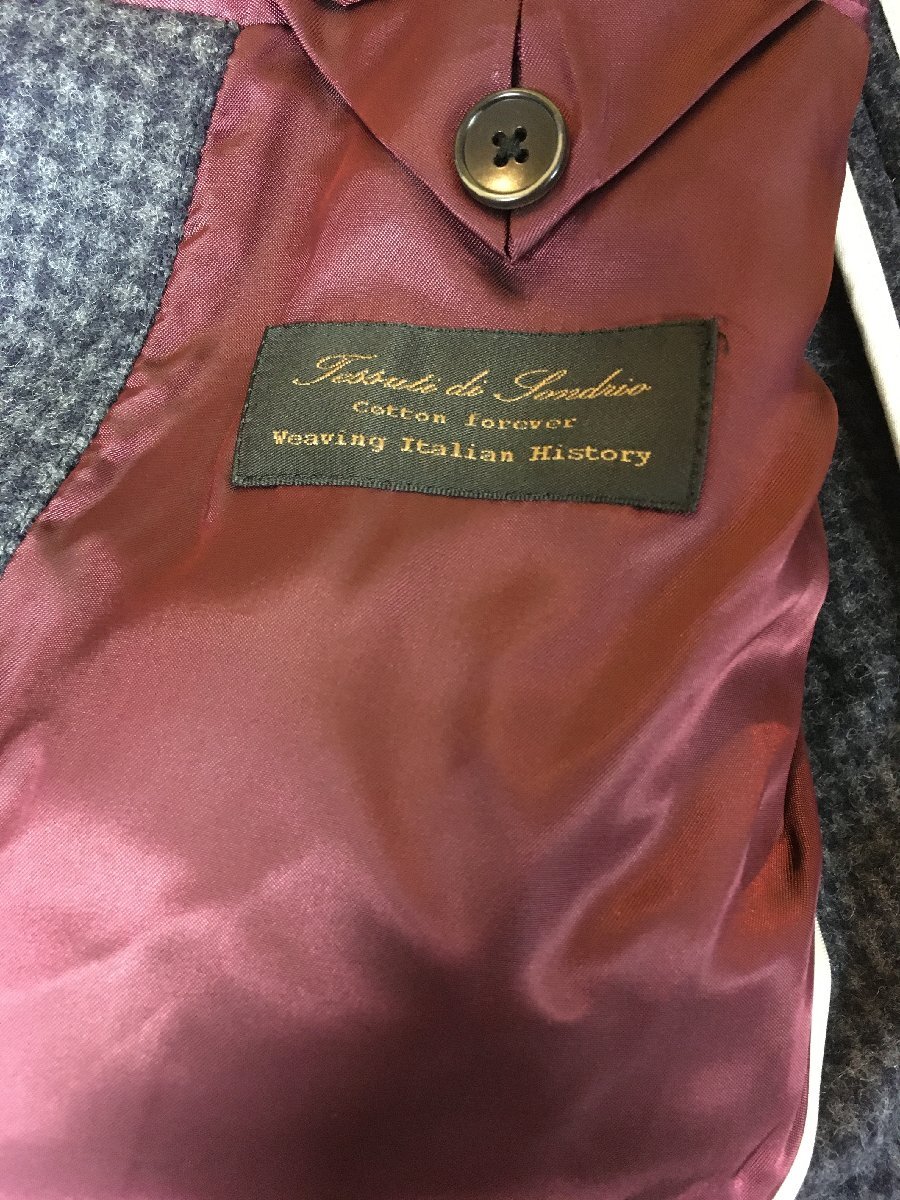 Tessuti di Sondrio
Cotton forever
Weaving Italian History